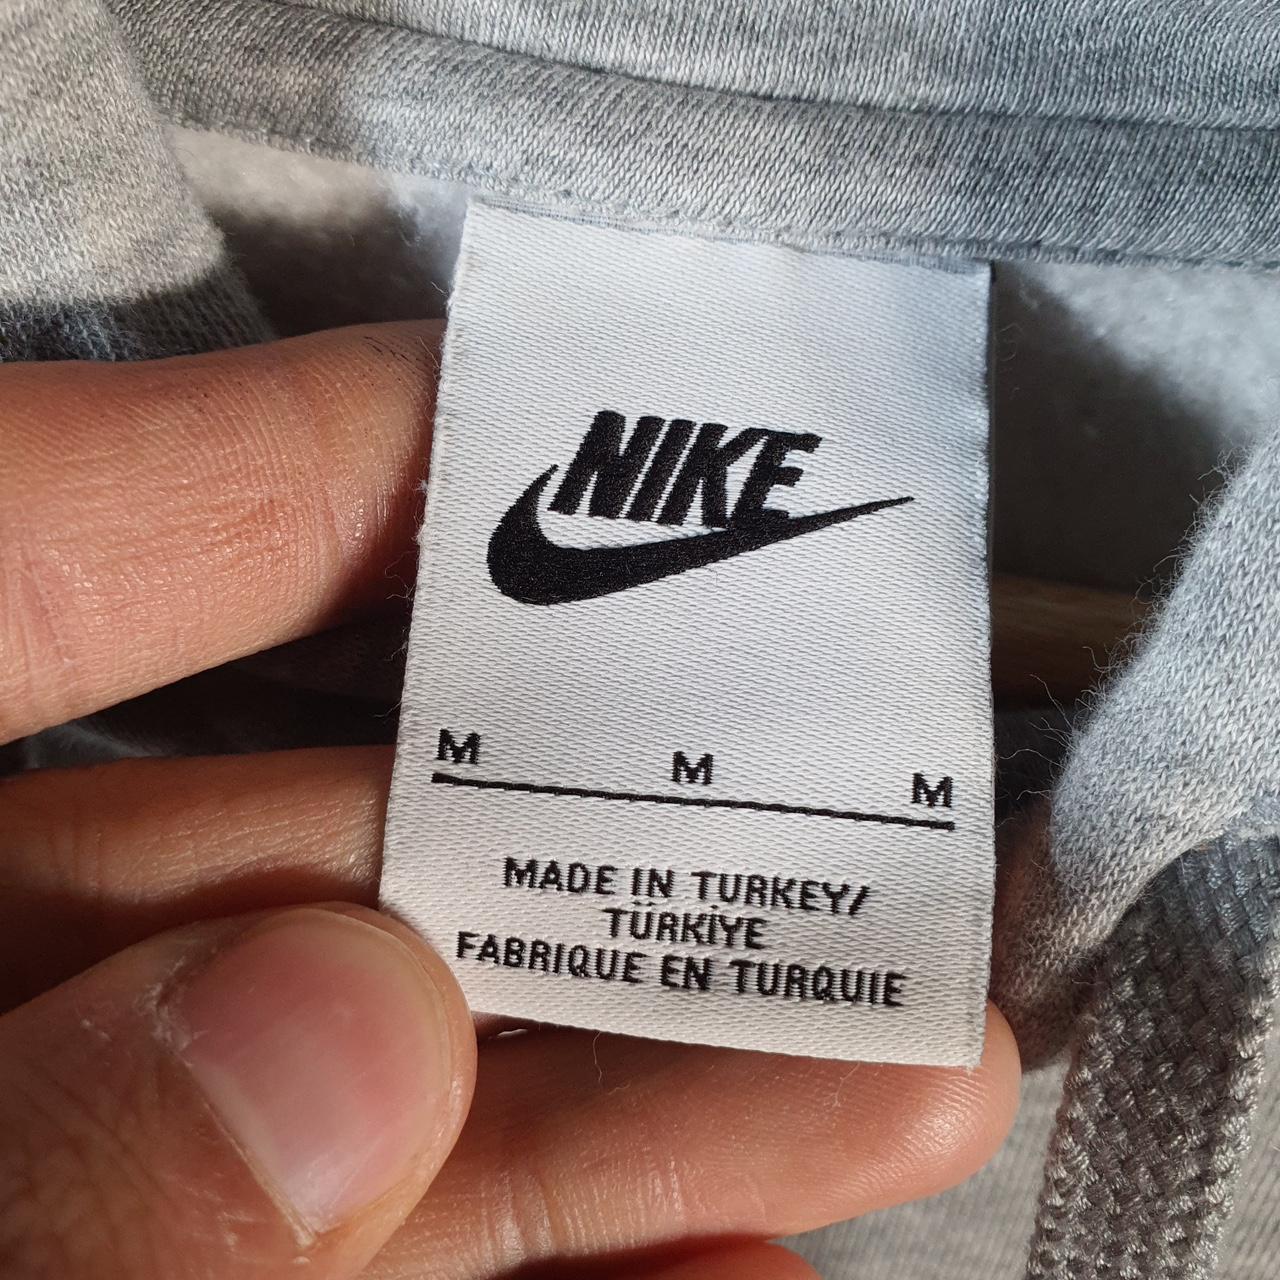 NIKE
M M M
MADE IN TURKEY/
TÜRKİYE
FABRIQUE EN TURQUIE